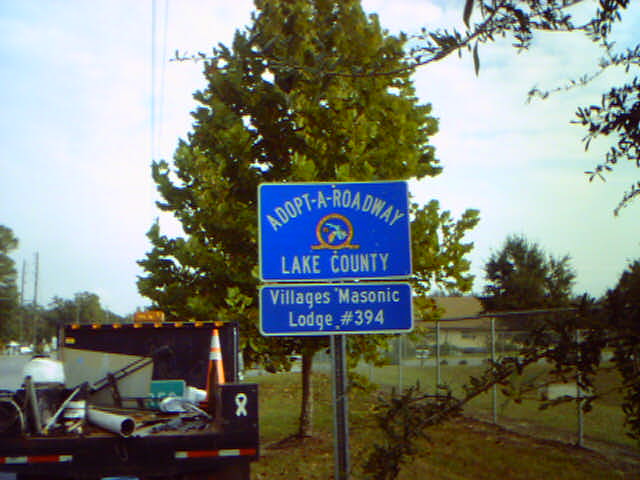 ADOPT-A-ROADWAY
LAKE COUNTY
Villages Masonic
Lodge #394